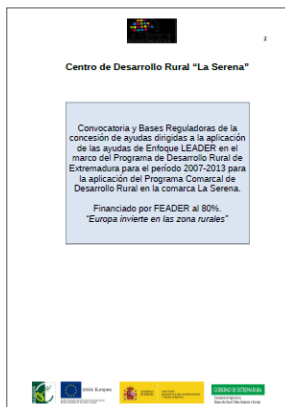 2
Centro de Desarrollo Rural “La Serena”
Convocatoria y Bases Reguladoras de la
concesión de ayudas dirigidas a la aplicación
de las ayudas de Enfoque LEADER en el
marco del Programa de Desarrollo Rural de
Extremadura para el período 2007-2013 para
la aplicación del Programa Comarcal de
Desarrollo Rural en la comarca La Serena.
Financiado por FEADER al 80%.
“Europa invierte en las zona rurales”
Unión Europea
GOBIERNO DE EXTREMADURA